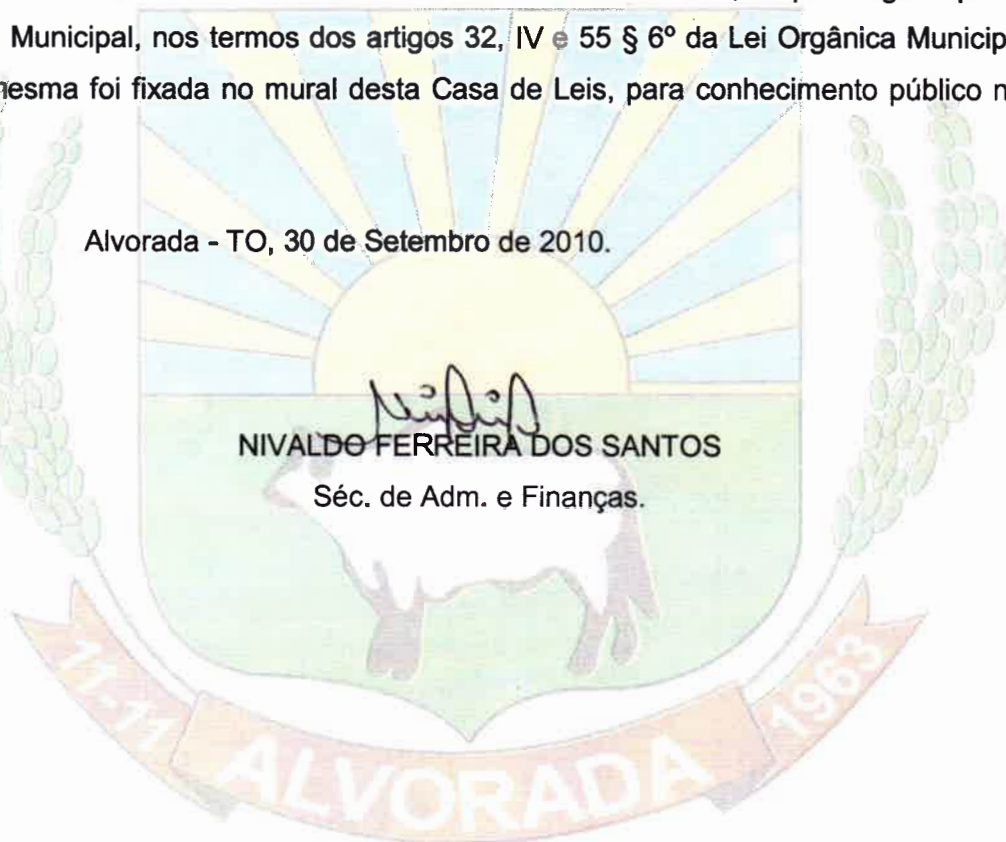 Municipal, nos termos dos artigos 32, IV e 55 § 6º da Lei Orgânica Municip
esma foi fixada no mural desta Casa de Leis, para conhecimento público n
Alvorada - TO, 30 de Setembro de 2010.
NIVALDO FERREIRA DOS SANTOS
Séc. de Adm. e Finanças.
11-11 ALVORADA 1963